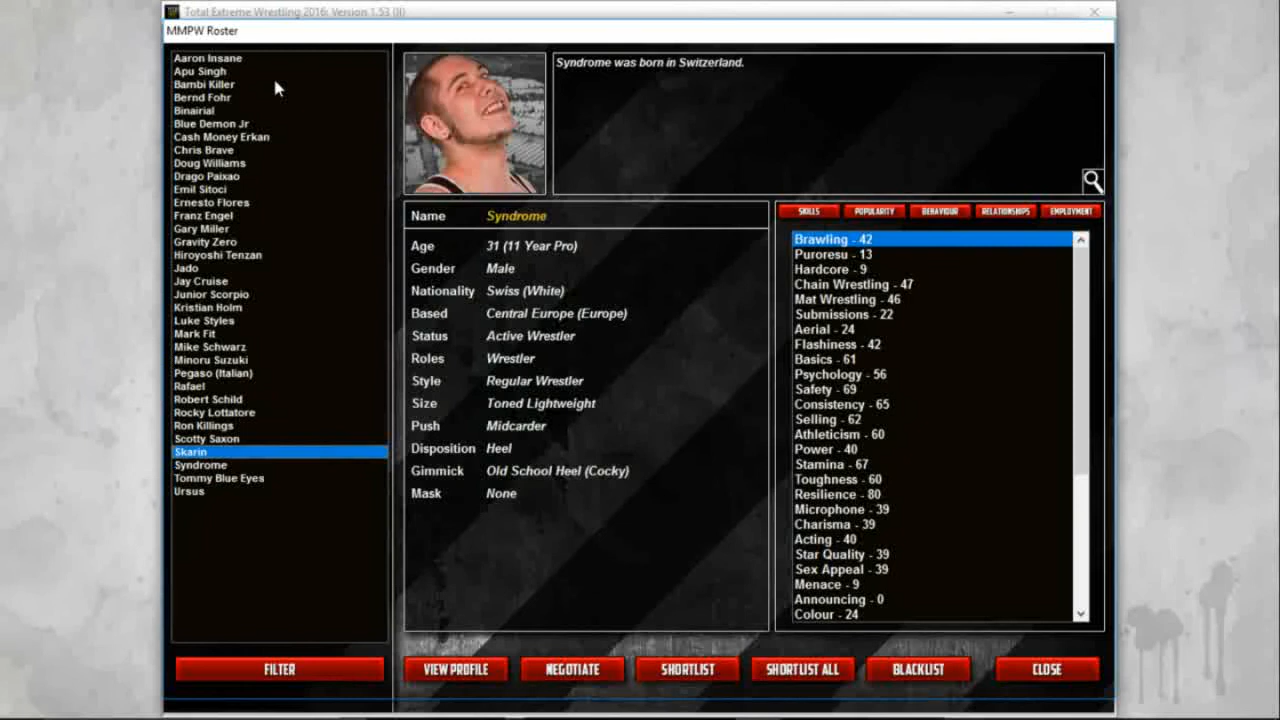 Total Extreme Wrestling 2016: Version 1.53 (II)
MMPW Roster
Aaron Insane
Apu Singh
Bambi Killer
Bernd Fohr
Binairial
Blue Demon Jr
Cash Money Erkan
Chris Brave
Doug Williams
Drago Paixao
Emil Sitoci
Ernesto Flores
Franz Engel
Gary Miller
Gravity Zero
Hiroyoshi Tenzan
Jado
Jay Cruise
Junior Scorpio
Kristian Holm
Luke Styles
Mark Fit
Mike Schwarz
Minoru Suzuki
Pegaso (Italian)
Rafael
Robert Schild
Rocky Lottatore
Ron Killings
Scotty Saxon
Skarin
Syndrome
Tommy Blue Eyes
Ursus
FILTER
Syndrome was born in Switzerland.
Name Syndrome
Age 31 (11 Year Pro)
Gender Male
Nationality Swiss (White)
Based Central Europe (Europe)
Status Active Wrestler
Roles Wrestler
Style Regular Wrestler
Size Toned Lightweight
Push Midcarder
Disposition Heel
Gimmick Old School Heel (Cocky)
Mask None
SKILLS POPULARITY BEHAVIOUR RELATIONSHIPS EMPLOYMENT
Brawling - 42
Puroresu - 13
Hardcore - 9
Chain Wrestling - 47
Mat Wrestling - 46
Submissions - 22
Aerial - 24
Flashiness - 42
Basics - 61
Psychology - 56
Safety - 69
Consistency - 65
Selling - 62
Athleticism - 60
Power - 40
Stamina - 67
Toughness - 60
Resilience - 80
Microphone - 39
Charisma - 39
Acting - 40
Star Quality - 39
Sex Appeal - 39
Menace - 9
Announcing - 0
Colour - 24
VIEW PROFILE NEGOTIATE SHORTLIST SHORTLIST ALL BLACKLIST CLOSE